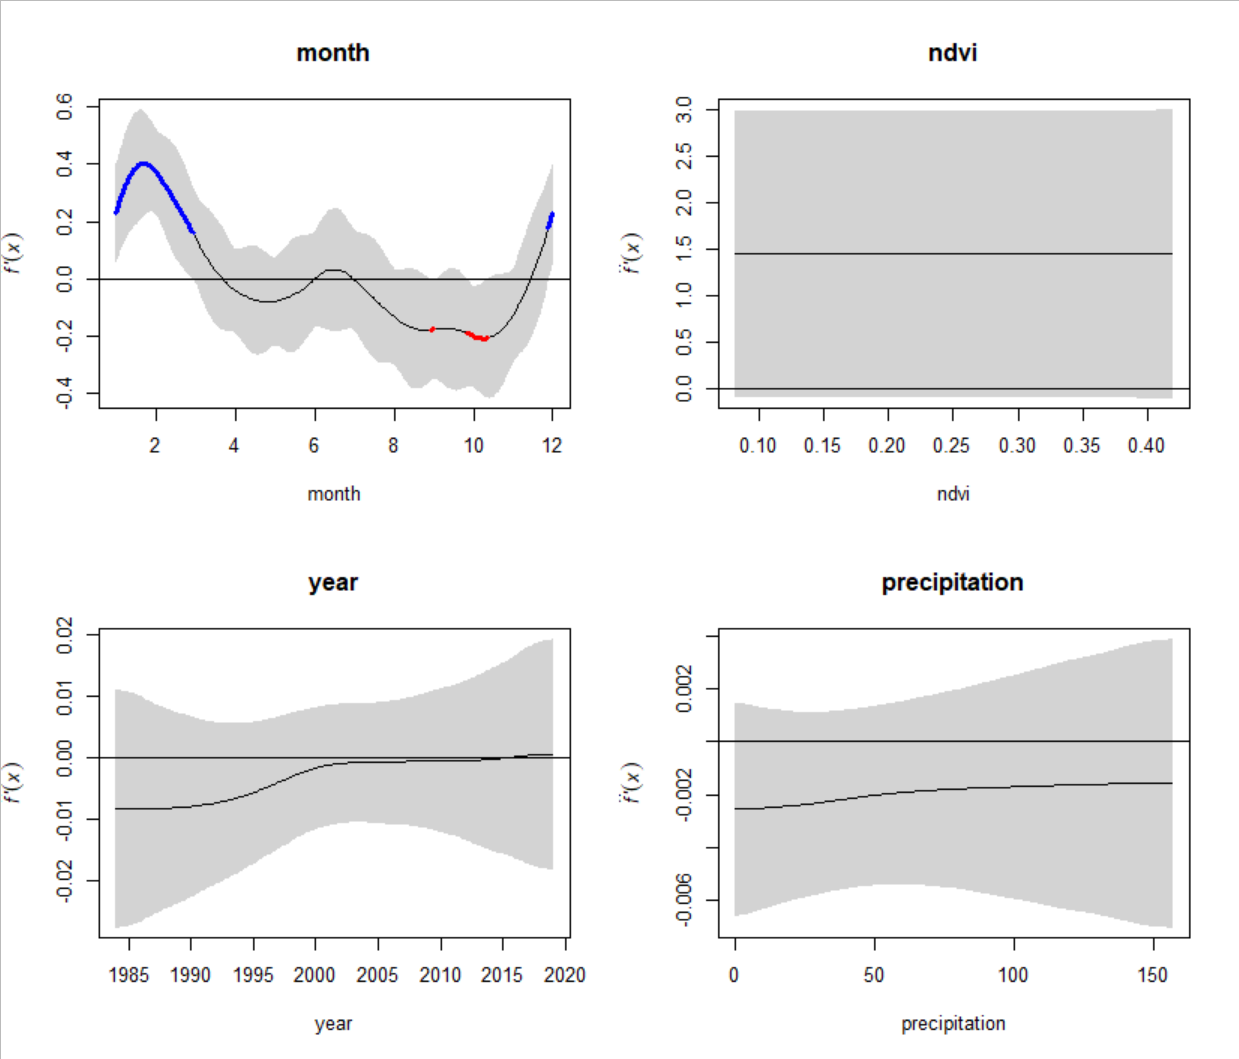 month
0.6
0.4
0.2
0.0
-0.2
-0.4
f'(x)
2 4 6 8 10 12
month
ndvi
3.0
2.5
2.0
1.5
1.0
0.5
0.0
f'(x)
0.10 0.15 0.20 0.25 0.30 0.35 0.40
ndvi
year
0.02
0.01
0.00
-0.01
-0.02
f'(x)
1985 1990 1995 2000 2005 2010 2015 2020
year
precipitation
0.002
-0.002
-0.006
f'(x)
0 50 100 150
precipitation